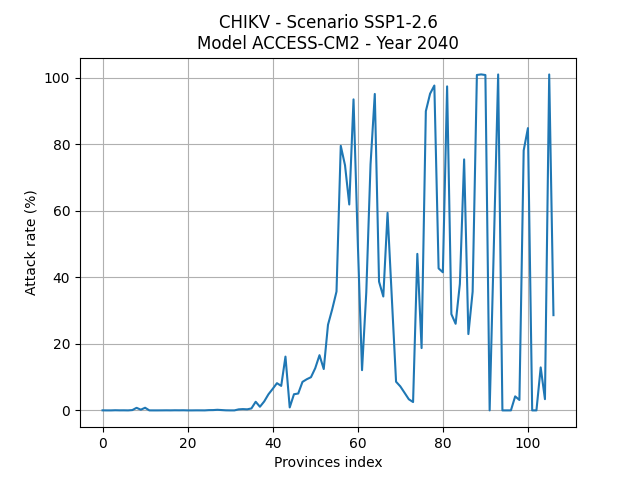 CHIKV - Scenario SSP1-2.6
Model ACCESS-CM2 - Year 2040
100
80
60
40
20
0
Attack rate (%)
0 20 40 60 80 100
Provinces index